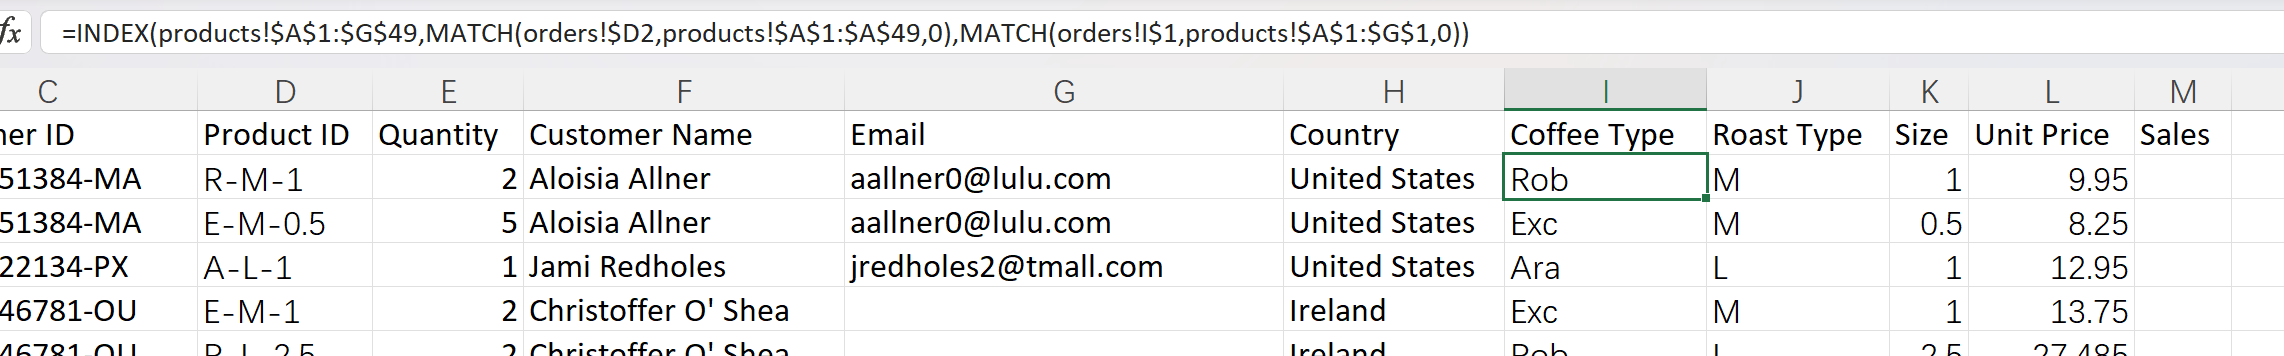 fx =INDEX(products!$A$1:$G$49,MATCH(orders!$D2,products!$A$1:$A$49,0),MATCH(orders!I$1,products!$A$1:$G$1,0))
C D E F G H I J K L M
er ID Product ID Quantity Customer Name Email Country Coffee Type Roast Type Size Unit Price Sales
51384-MA R-M-1 2 Aloisia Allner aallner0@lulu.com United States Rob M 1 9.95
51384-MA E-M-0.5 5 Aloisia Allner aallner0@lulu.com United States Exc M 0.5 8.25
22134-PX A-L-1 1 Jami Redholes jredholes2@tmall.com United States Ara L 1 12.95
46781-OU E-M-1 2 Christoffer O' Shea Ireland Exc M 1 13.75
46781-OU R-L-2.5 2 Christoffer O' Shea Ireland Rob L 2.5 27.485